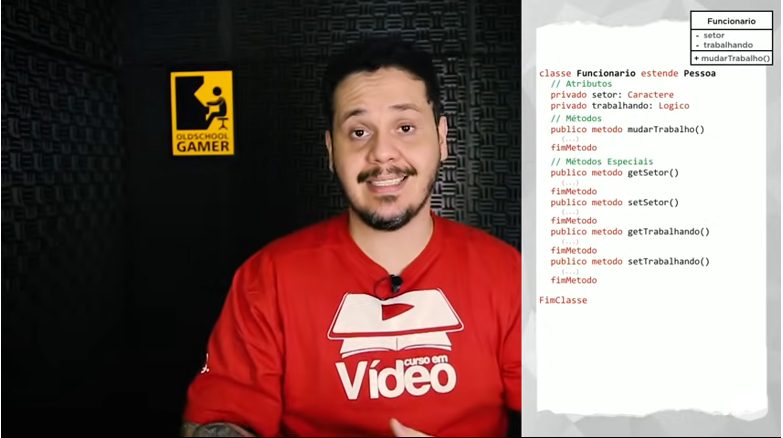 OLDSCHOOL
GAMER
curso em
Vídeo
Funcionario
- setor
- trabalhando
+ mudarTrabalho()
classe Funcionario estende Pessoa
// Atributos
privado setor: Caractere
privado trabalhando: Logico
// Métodos
publico metodo mudarTrabalho()
(...)
fimMetodo
// Métodos Especiais
publico metodo getSetor()
(...)
fimMetodo
publico metodo setSetor()
(...)
fimMetodo
publico metodo getTrabalhando()
(...)
fimMetodo
publico metodo setTrabalhando()
(...)
fimMetodo
FimClasse